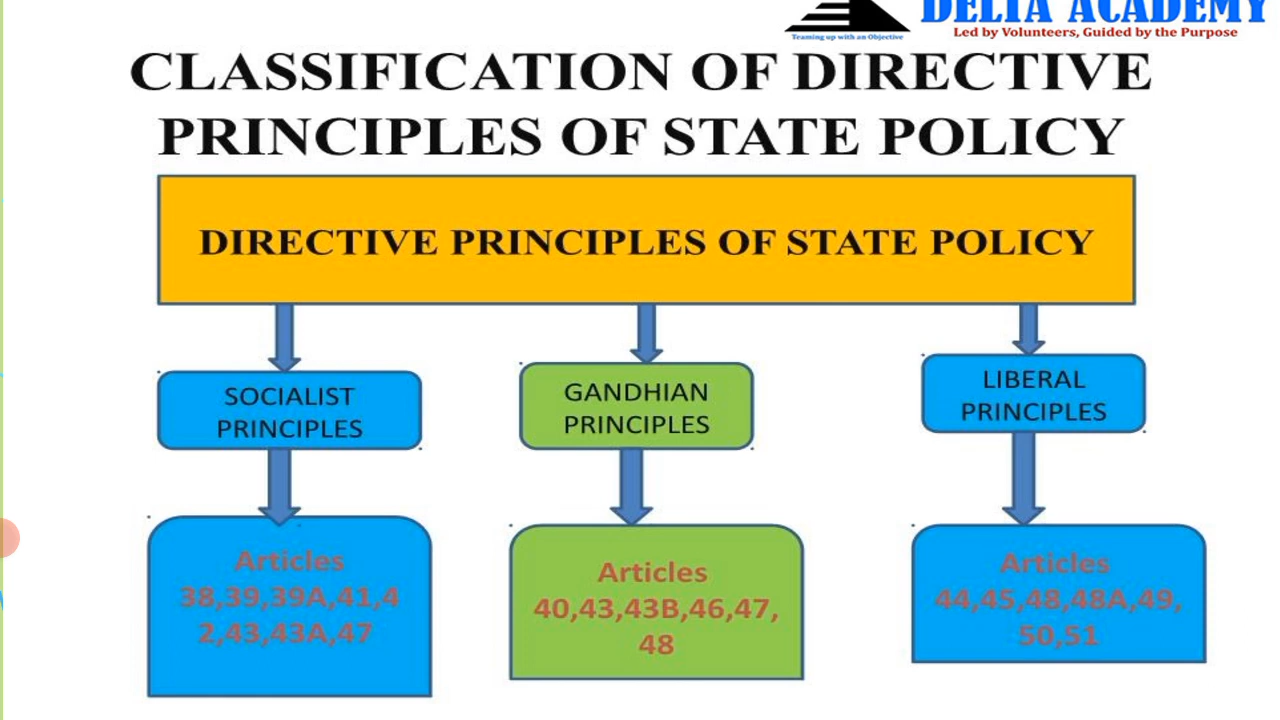 DELTA ACADEMY
Teaming up with an Objective
Led by Volunteers, Guided by the Purpose
CLASSIFICATION OF DIRECTIVE
PRINCIPLES OF STATE POLICY
DIRECTIVE PRINCIPLES OF STATE POLICY
SOCIALIST
PRINCIPLES
GANDHIAN
PRINCIPLES
LIBERAL
PRINCIPLES
Articles
38,39,39A,41,4
2,43,43A,47
Articles
40,43,43B,46,47,
48
Articles
44,45,48,48A,49,
50,51